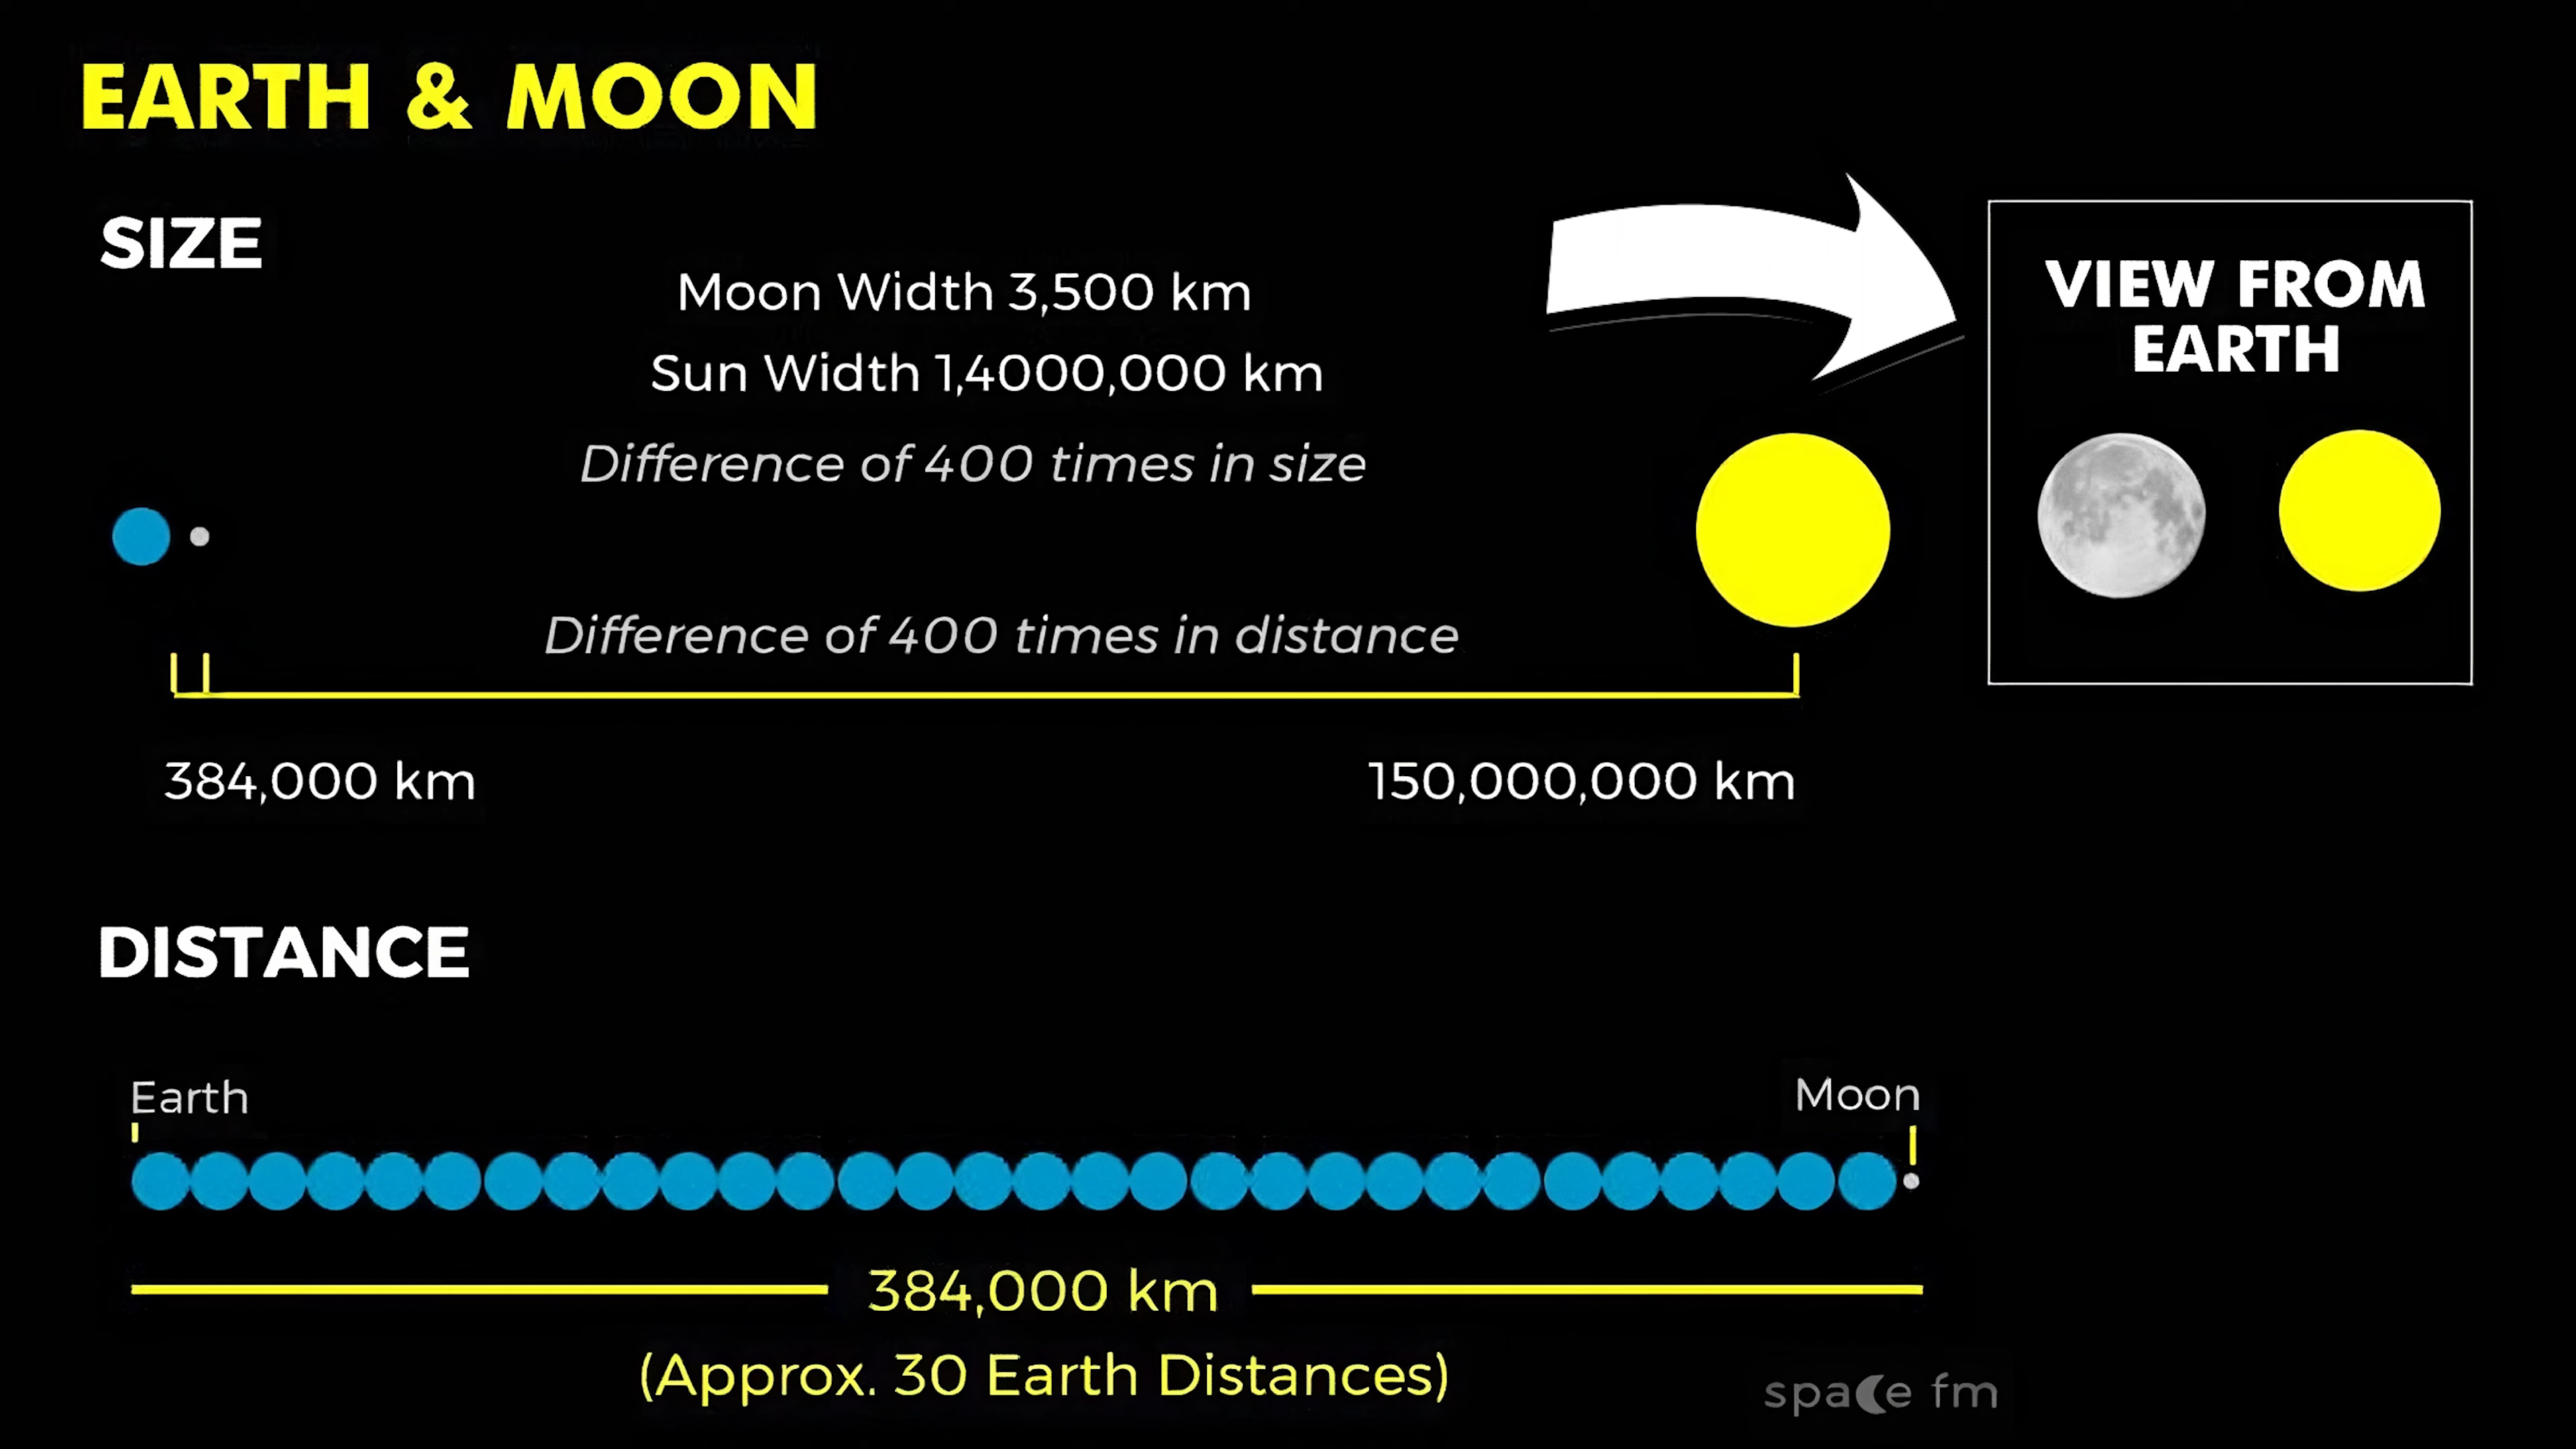 EARTH & MOON
SIZE
Moon Width 3,500 km
Sun Width 1,4000,000 km
Difference of 400 times in size
VIEW FROM
EARTH
Difference of 400 times in distance
384,000 km
150,000,000 km
DISTANCE
Earth
Moon
384,000 km
(Approx. 30 Earth Distances)
space fm